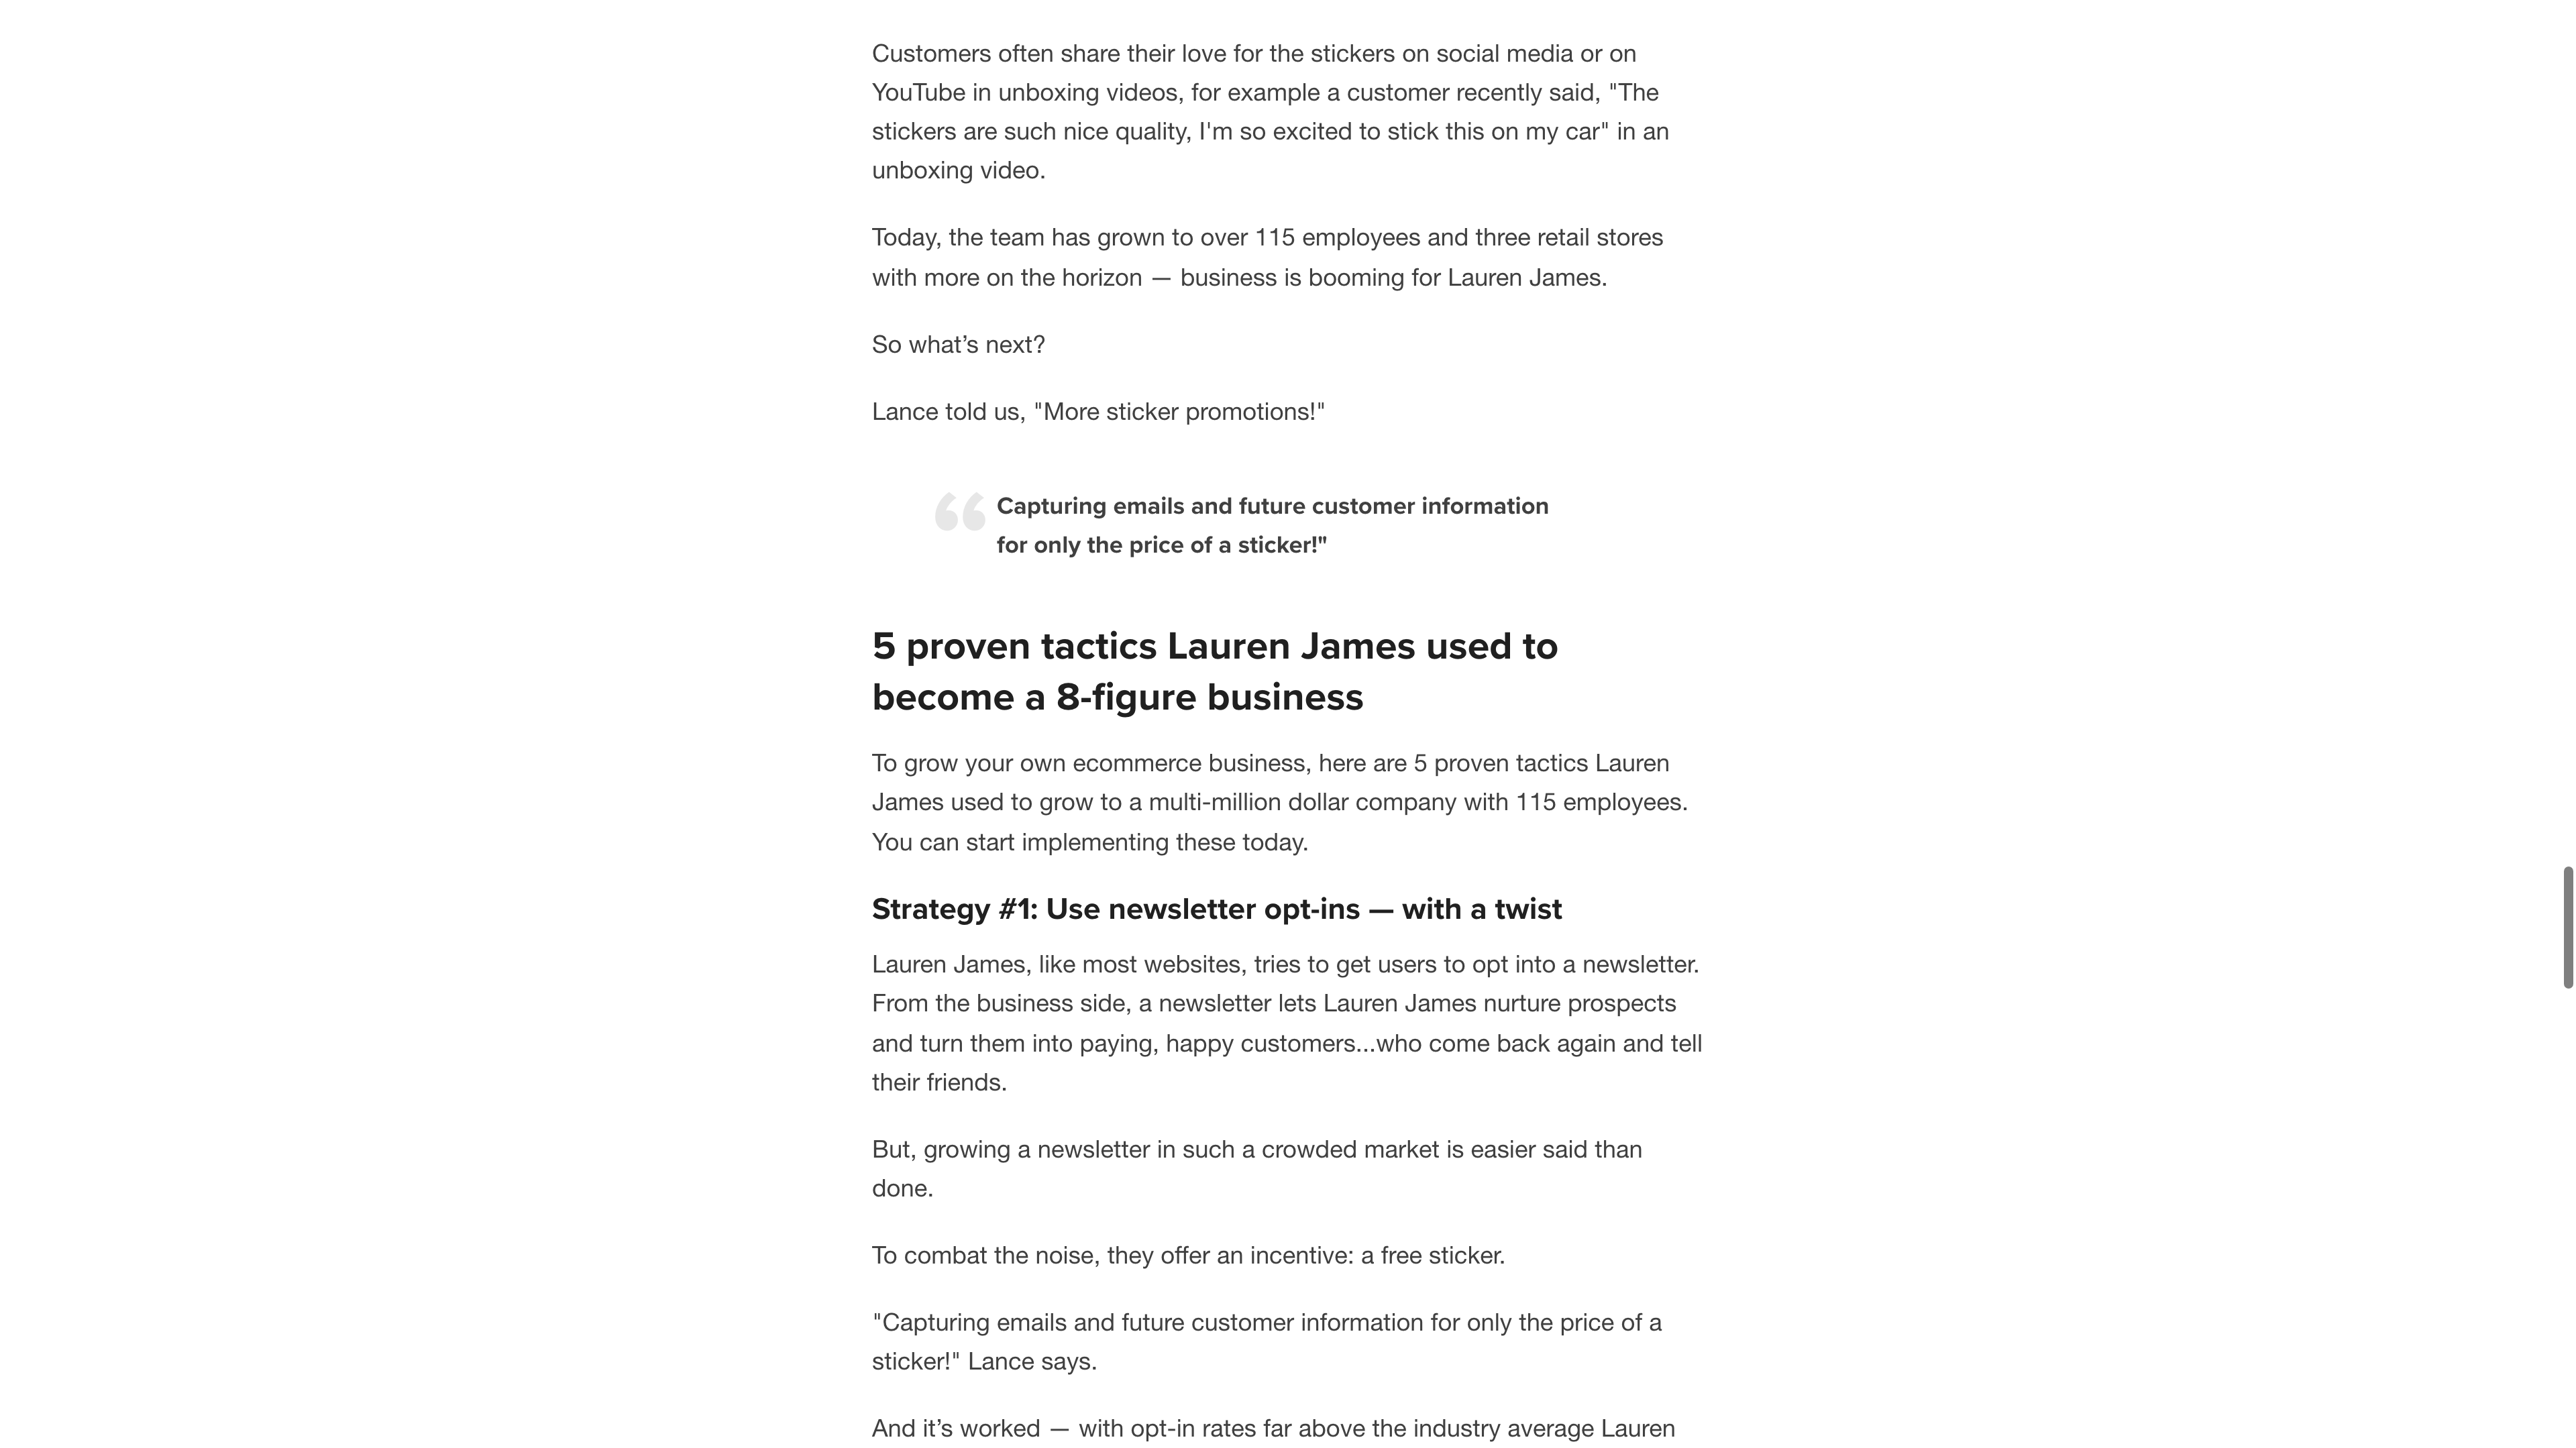 Customers often share their love for the stickers on social media or on
YouTube in unboxing videos, for example a customer recently said, "The
stickers are such nice quality, I'm so excited to stick this on my car" in an
unboxing video.
Today, the team has grown to over 115 employees and three retail stores
with more on the horizon — business is booming for Lauren James.
So what’s next?
Lance told us, "More sticker promotions!"
“ Capturing emails and future customer information
for only the price of a sticker!"
5 proven tactics Lauren James used to
become a 8-figure business
To grow your own ecommerce business, here are 5 proven tactics Lauren
James used to grow to a multi-million dollar company with 115 employees.
You can start implementing these today.
Strategy #1: Use newsletter opt-ins — with a twist
Lauren James, like most websites, tries to get users to opt into a newsletter.
From the business side, a newsletter lets Lauren James nurture prospects
and turn them into paying, happy customers...who come back again and tell
their friends.
But, growing a newsletter in such a crowded market is easier said than
done.
To combat the noise, they offer an incentive: a free sticker.
"Capturing emails and future customer information for only the price of a
sticker!" Lance says.
And it’s worked — with opt-in rates far above the industry average Lauren